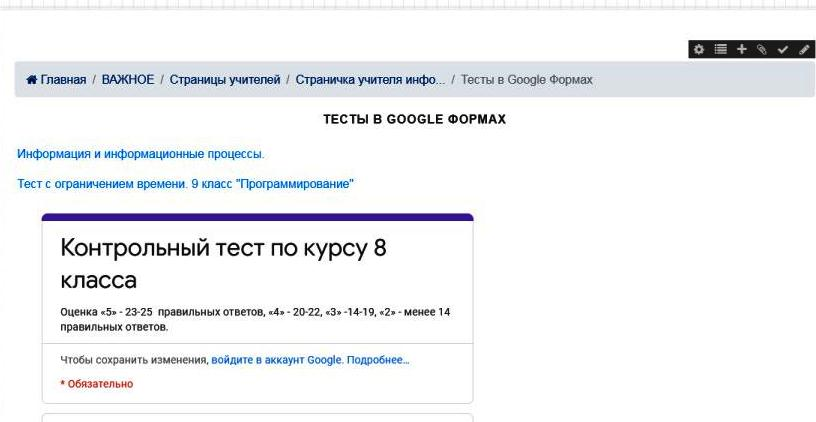 Главная / ВАЖНОЕ / Страницы учителей / Страничка учителя инфо... / Тесты в Google Формах
ТЕСТЫ В GOOGLE ФОРМАХ
Информация и информационные процессы.
Тест с ограничением времени. 9 класс "Программирование"
Контрольный тест по курсу 8
класса
Оценка «5» - 23-25 правильных ответов, «4» - 20-22, «3» -14-19, «2» - менее 14
правильных ответов.
Чтобы сохранить изменения, войдите в аккаунт Google. Подробнее…
* Обязательно